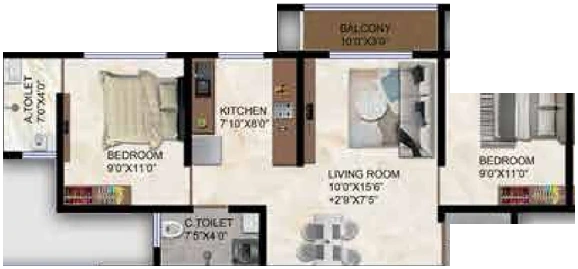 BALCONY
10'0"X3'9"
A.TOILET
7'0"X4'0"
BEDROOM
9'0"X11'0"
KITCHEN
7'10"X8'0"
LIVING ROOM
10'0"X15'6"
+2'9"X7'5"
BEDROOM
9'0"X11'0"
C.TOILET
7'5"X4'0"